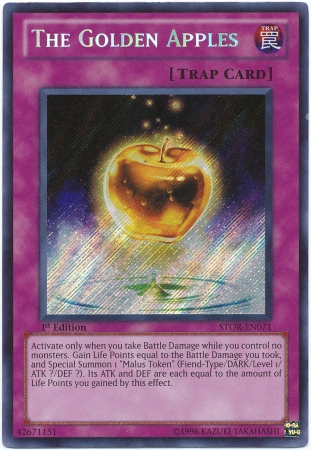 THE GOLDEN APPLES
TRAP
罠
[TRAP CARD]
1st Edition
STOR-EN071
Activate only when you take Battle Damage while you control no
monsters. Gain Life Points equal to the Battle Damage you took,
and Special Summon 1 "Malus Token" (Fiend-Type/DARK/Level 1/
ATK ?/DEF ?). Its ATK and DEF are each equal to the amount of
Life Points you gained by this effect.
42671151
©1996 KAZUKI TAKAHASHI